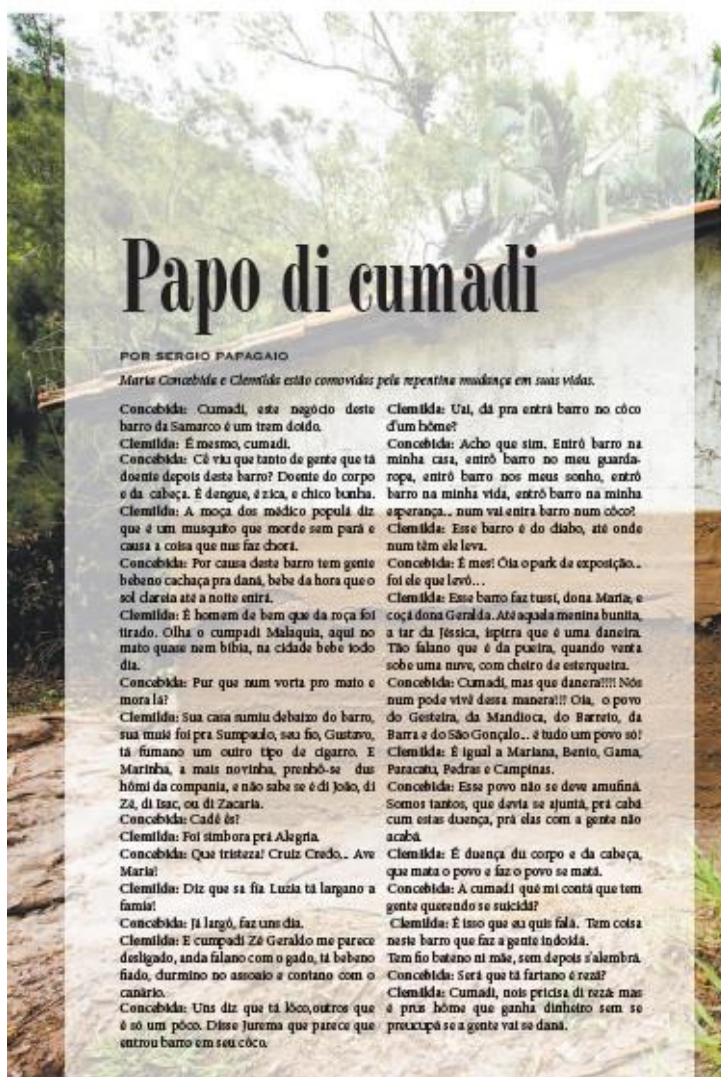 Papo di cumadi
POR SERGIO PAPAGAIO
Maria Concebida e Clemilda estão comovidas pela repentina mudança em suas vidas.
Concebida: Cumadi, este negócio deste
barro da Samarco é um trem doido.
Clemilda: É mesmo, cumadi.
Concebida: Cê viu que tanto de gente que tá
doente depois deste barro? Doente do corpo
e da cabeça. É dengue, é zica, e chico bunha.
Clemilda: A moça dos médico populá diz
que é um musquito que morde sem pará e
causa a coisa que nus faz chorá.
Concebida: Por causa deste barro tem gente
bebeno cachaça pra daná, bebe da hora que o
sol clareia até a noite entrá.
Clemilda: É homem de bem que da roça foi
tirado. Olha o cumpadi Malaquia, aqui no
mato quase nem bibia, na cidade bebe todo
dia.
Concebida: Pur que num vorta pro mato e
mora lá?
Clemilda: Sua casa sumiu debaixo do barro,
sua muié foi pra Sumpaulo, seu fio, Gustavo,
tá fumano um outro tipo de cigarro. E
Marinha, a mais novinha, prenhô-se dus
hômi da compania, e não sabe se é di João, di
Zé, di Isac, ou di Zacaria.
Concebida: Cadê ês?
Clemilda: Foi simbora prá Alegria.
Concebida: Que tristeza! Cruiz Credo... Ave
Maria!
Clemilda: Diz que sa fia Luzia tá largano a
famia!
Concebida: Já largô, faz uns dia.
Clemilda: E cumpadi Zé Geraldo me parece
desligado, anda falano com o gado, tá bebeno
fiado, durmino no assoaio e contano com o
canário.
Concebida: Uns diz que tá lôco,outros que
é só um pôco. Disse Jurema que parece que
entrou barro em seu côco.
Clemilda: Uai, dá pra entrá barro no côco
d'um hôme?
Concebida: Acho que sim. Entrô barro na
minha casa, entrô barro no meu guarda-
ropa, entrô barro nos meus sonho, entrô
barro na minha vida, entrô barro na minha
esperança... num vai entra barro num côco?
Clemilda: Esse barro é do diabo, até onde
num têm ele leva.
Concebida: É mes! Óia o park de exposição...
foi ele que levô...
Clemilda: Esse barro faz tussí, dona Maria; e
coçá dona Geralda. Até aquela menina bunita,
a tar da Jéssica, ispirra que é uma daneira.
Tão falano que é da pueira, quando venta
sobe uma nuve, com cheiro de esterqueira.
Concebida: Cumadi, mas que danera!!!! Nós
num pode vivê dessa manera!!! Oia, o povo
do Gesteira, da Mandioca, do Barreto, da
Barra e do São Gonçalo... é tudo um povo só!
Clemilda: É igual a Mariana, Bento, Gama,
Paracatu, Pedras e Campinas.
Concebida: Esse povo não se deve amufiná.
Somos tantos, que devia se ajuntá, prá cabá
cum estas duença, prá elas com a gente não
acabá.
Clemilda: É duença du corpo e da cabeça,
que mata o povo e faz o povo se matá.
Concebida: A cumadi qué mi contá que tem
gente querendo se suicidá?
Clemilda: É isso que eu quis falá. Tem coisa
neste barro que faz a gente indoidá.
Tem fio bateno ni mãe, sem depois s'alembrá.
Concebida: Será que tá fartano é rezá?
Clemilda: Cumadi, nois pricisa di rezá: mas
é prus hôme que ganha dinheiro sem se
preucupá se a gente vai se daná.